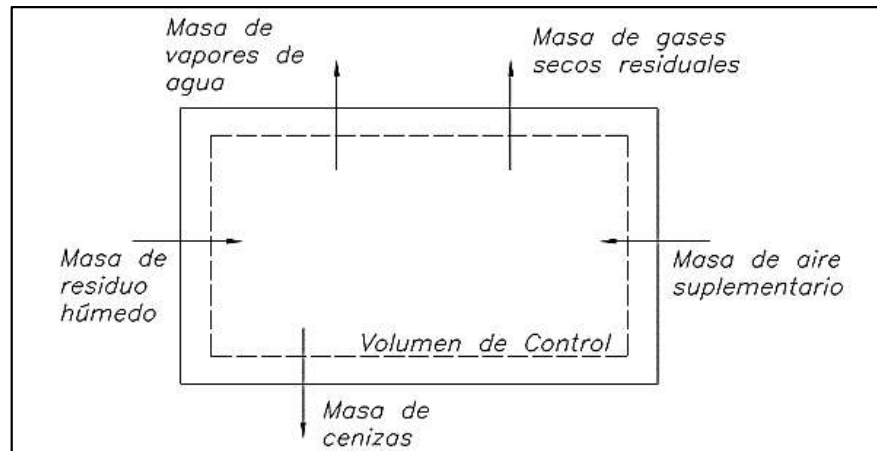 Masa de
vapores de
agua
Masa de gases
secos residuales
Masa de
residuo
húmedo
Masa de aire
suplementario
Volumen de Control
Masa de
cenizas